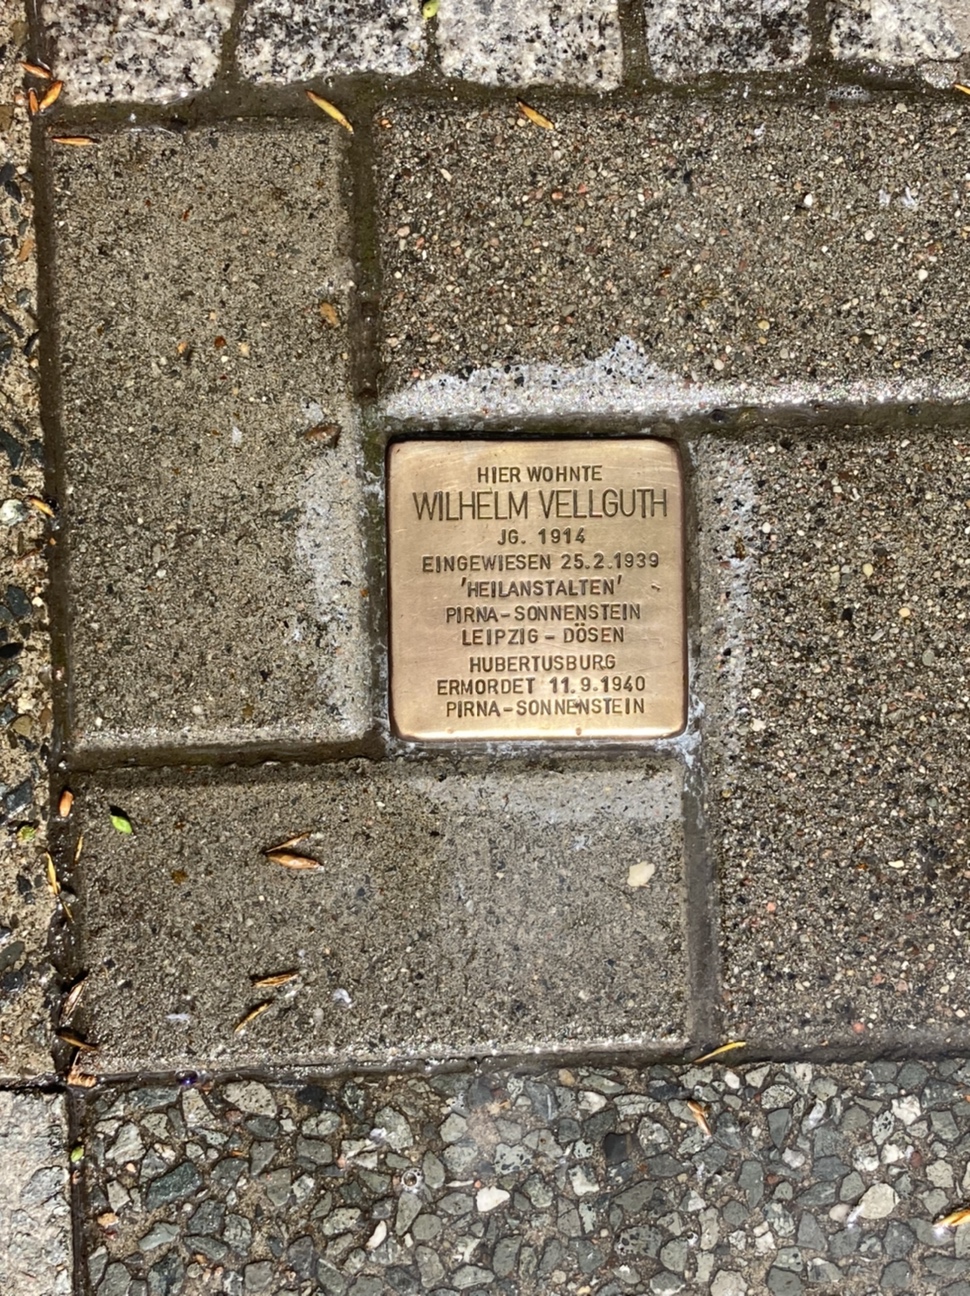 HIER WOHNTE
WILHELM VELLGUTH
JG. 1914
EINGEWIESEN 25.2.1939
'HEILANSTALTEN'
PIRNA-SONNENSTEIN
LEIPZIG - DÖSEN
HUBERTUSBURG
ERMORDET 11.9.1940
PIRNA-SONNENSTEIN